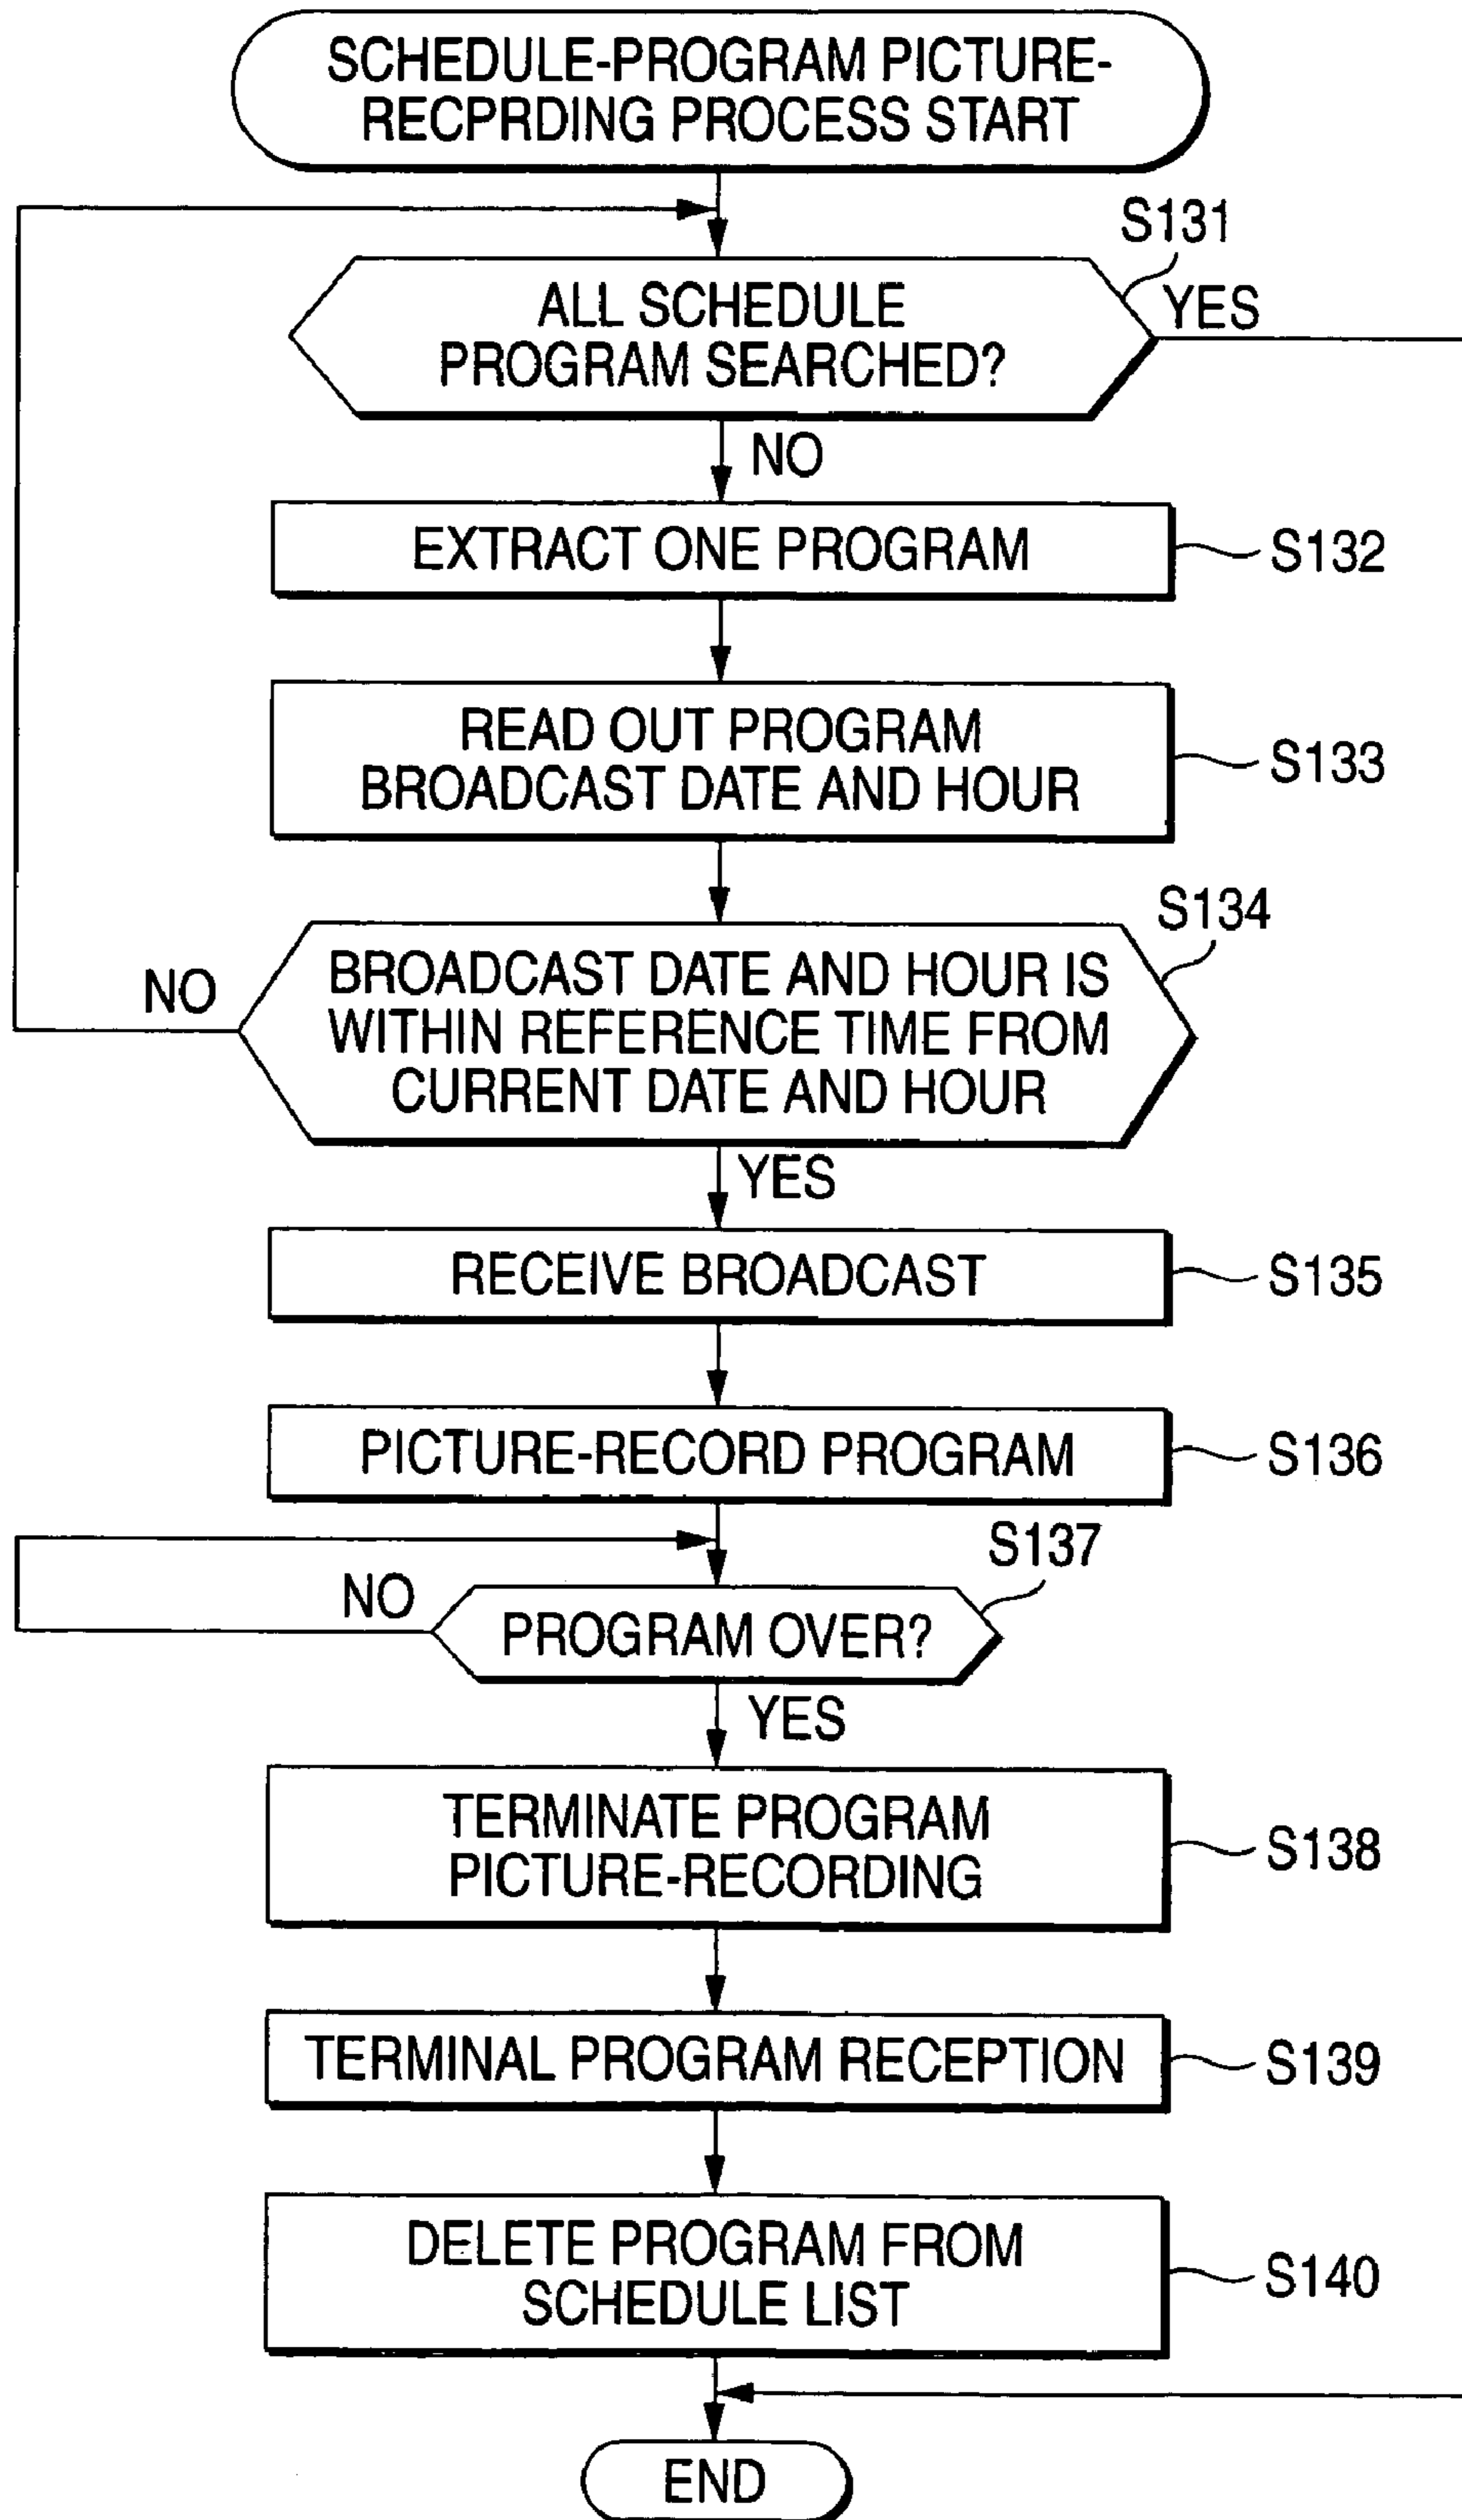 SCHEDULE-PROGRAM PICTURE-
RECPRDING PROCESS START
S131
ALL SCHEDULE
PROGRAM SEARCHED?
YES
NO
EXTRACT ONE PROGRAM
S132
READ OUT PROGRAM
BROADCAST DATE AND HOUR
S133
S134
BROADCAST DATE AND HOUR IS
WITHIN REFERENCE TIME FROM
CURRENT DATE AND HOUR
NO
YES
RECEIVE BROADCAST
S135
PICTURE-RECORD PROGRAM
S136
S137
NO
PROGRAM OVER?
YES
TERMINATE PROGRAM
PICTURE-RECORDING
S138
TERMINAL PROGRAM RECEPTION
S139
DELETE PROGRAM FROM
SCHEDULE LIST
S140
END